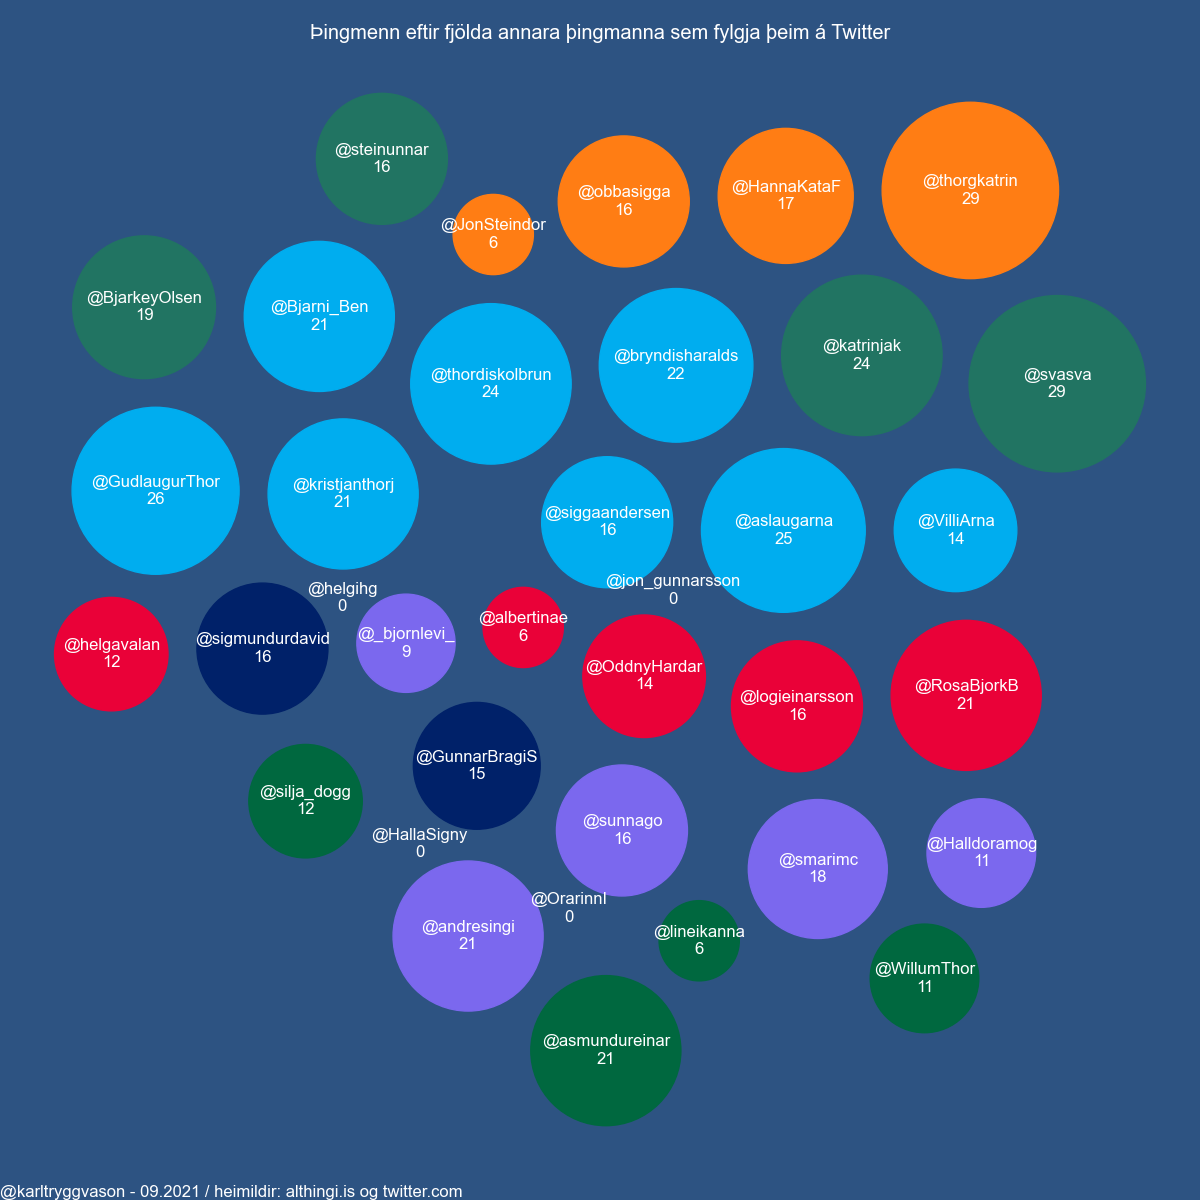 Þingmenn eftir fjölda annara þingmanna sem fylgja þeim á Twitter
@steinunnar
16
@JonSteindor
6
@obbasigga
16
@HannaKataF
17
@thorgkatrin
29
@BjarkeyOlsen
19
@Bjarni_Ben
21
@thordiskolbrun
24
@bryndisharalds
22
@katrinjak
24
@svasva
29
@GudlaugurThor
26
@kristjanthorj
21
@siggaandersen
16
@aslaugarna
25
@VilliArna
14
@helgihg
0
@jon_gunnarsson
0
@helgavalan
12
@sigmundurdavid
16
@_bjornlevi_
9
@albertinae
6
@OddnyHardar
14
@logieinarsson
16
@RosaBjorkB
21
@GunnarBragiS
15
@silja_dogg
12
@HallaSigny
0
@sunnago
16
@smarimc
18
@Halldoramog
11
@andresingi
21
@OrarinnI
0
@lineikanna
6
@WillumThor
11
@asmundureinar
21
@karltryggvason - 09.2021 / heimildir: althingi.is og twitter.com